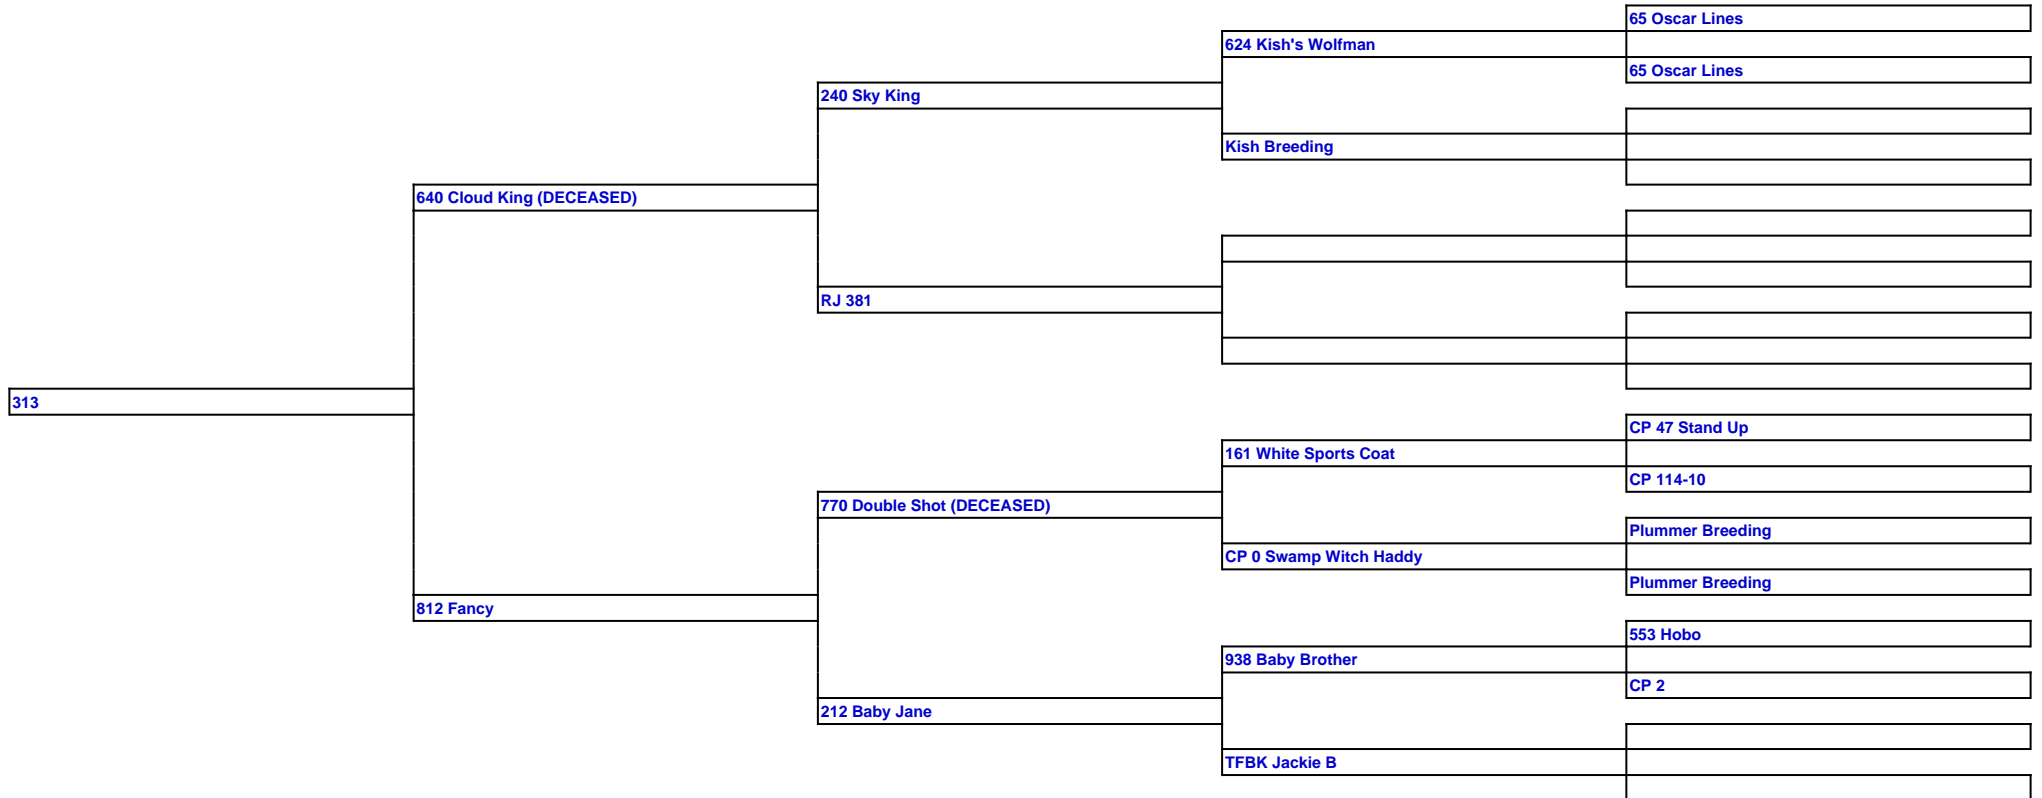 65 Oscar Lines
624 Kish's Wolfman
65 Oscar Lines
240 Sky King
Kish Breeding
640 Cloud King (DECEASED)
RJ 381
313
CP 47 Stand Up
161 White Sports Coat
CP 114-10
770 Double Shot (DECEASED)
Plummer Breeding
CP 0 Swamp Witch Haddy
Plummer Breeding
812 Fancy
553 Hobo
938 Baby Brother
CP 2
212 Baby Jane
TFBK Jackie B